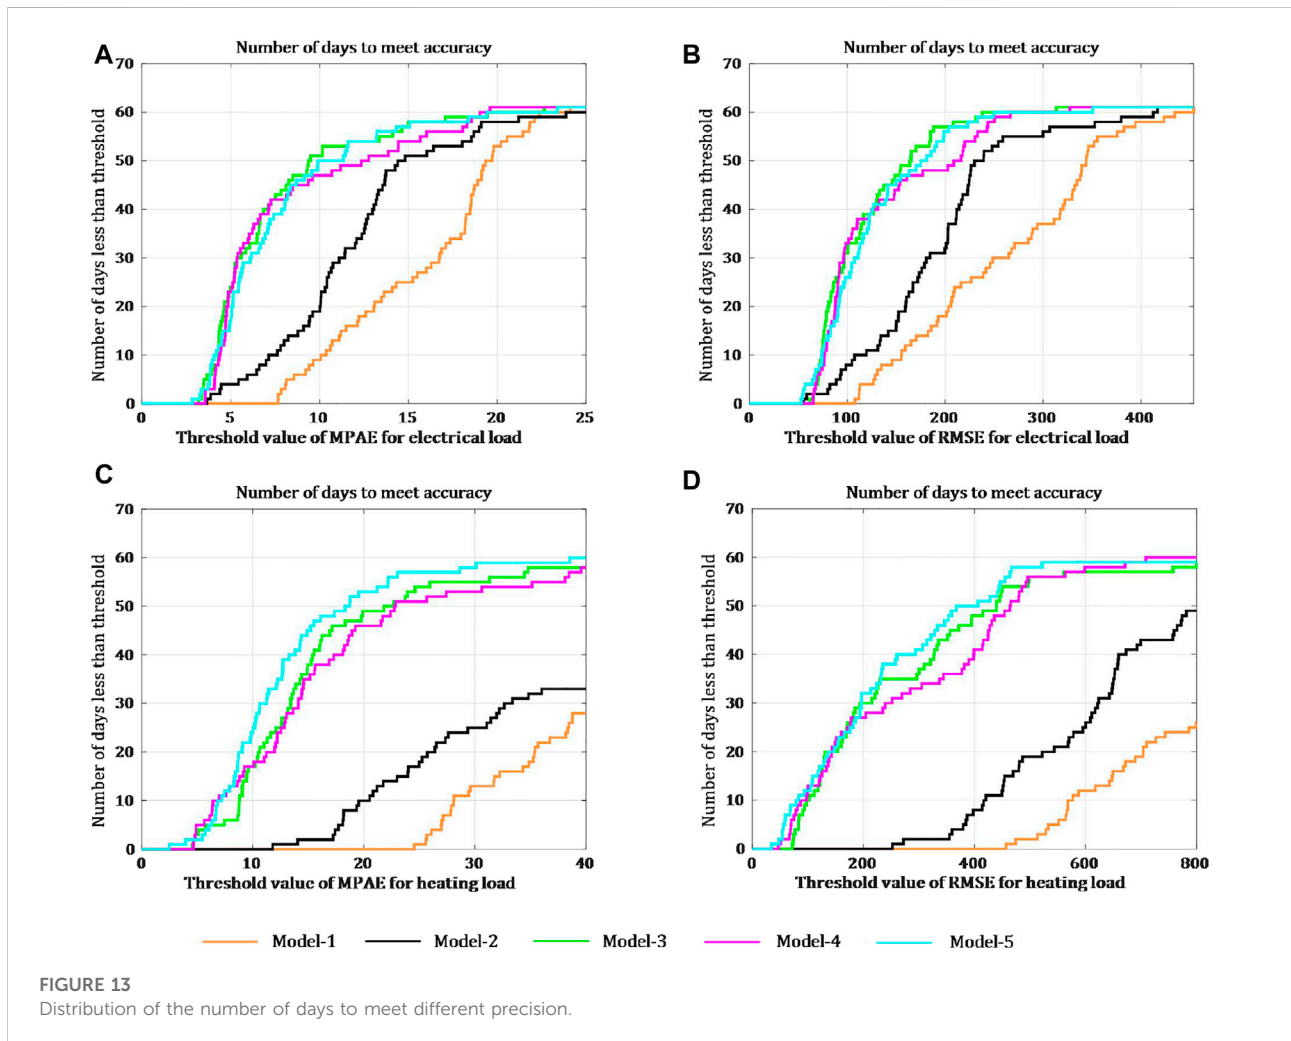 A
Number of days to meet accuracy
70
60
50
40
30
20
10
0
Number of days less than threshold
0 5 10 15 20 25
Threshold value of MPAE for electrical load
B
Number of days to meet accuracy
70
60
50
40
30
20
10
0
Number of days less than threshold
0 100 200 300 400
Threshold value of RMSE for electrical load
C
Number of days to meet accuracy
70
60
50
40
30
20
10
0
Number of days less than threshold
0 10 20 30 40
Threshold value of MPAE for heating load
D
Number of days to meet accuracy
70
60
50
40
30
20
10
0
Number of days less than threshold
0 200 400 600 800
Threshold value of RMSE for heating load
Model-1 Model-2 Model-3 Model-4 Model-5
FIGURE 13
Distribution of the number of days to meet different precision.